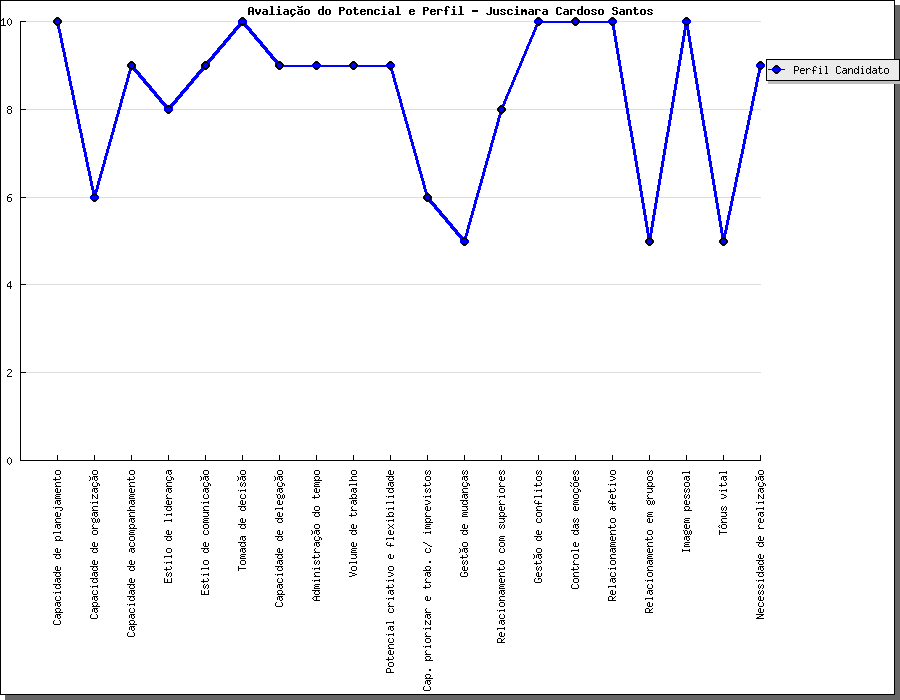 Avaliação do Potencial e Perfil - Juscimara Cardoso Santos
10
8
6
4
2
0
Perfil Candidato
Capacidade de planejamento
Capacidade de organização
Capacidade de acompanhamento
Estilo de liderança
Estilo de comunicação
Tomada de decisão
Capacidade de delegação
Administração do tempo
Volume de trabalho
Potencial criativo e flexibilidade
Cap. priorizar e trab. c/ imprevistos
Gestão de mudanças
Relacionamento com superiores
Gestão de conflitos
Controle das emoções
Relacionamento afetivo
Relacionamento em grupos
Imagem pessoal
Tônus vital
Necessidade de realização